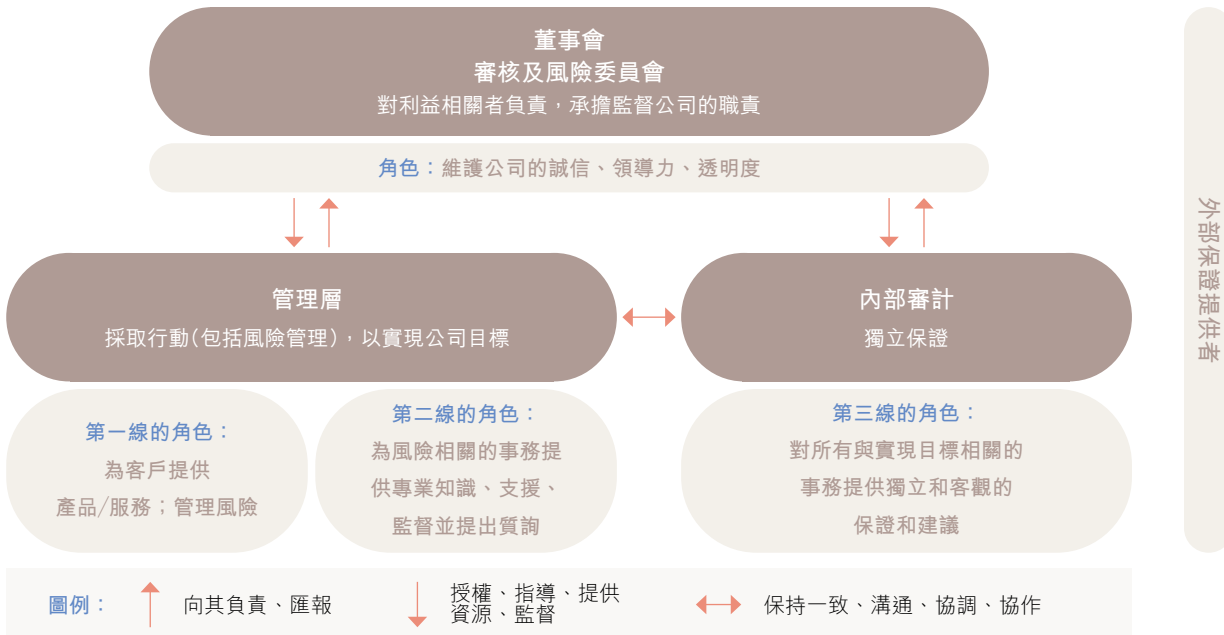 董事會
審核及風險委員會
對利益相關者負責，承擔監督公司的職責
角色：維護公司的誠信、領導力、透明度
管理層
採取行動(包括風險管理)，以實現公司目標
內部審計
獨立保證
第一線的角色：
為客戶提供
產品/服務；管理風險
第二線的角色：
為風險相關的事務提
供專業知識、支援、
監督並提出質詢
第三線的角色：
對所有與實現目標相關的
事務提供獨立和客觀的
保證和建議
外部保證提供者
圖例：
向其負責、匯報
授權、指導、提供
資源、監督
保持一致、溝通、協調、協作